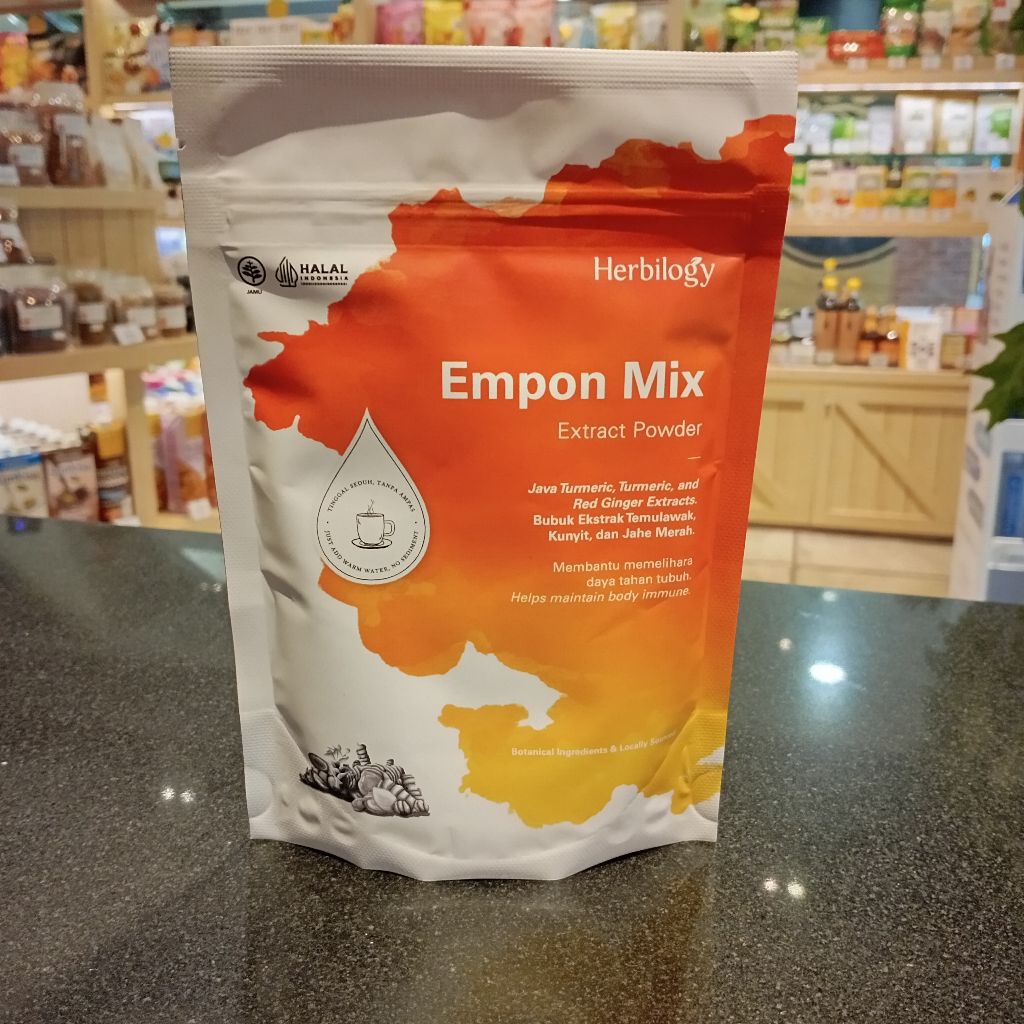 JAMU
HALAL
INDONESIA
Herbilogy
Empon Mix
Extract Powder
TINGGAL SEDUH, TANPA AMPAS
JUST ADD WARM WATER, NO SEDIMENT
Java Turmeric, Turmeric, and
Red Ginger Extracts.
Bubuk Ekstrak Temulawak,
Kunyit, dan Jahe Merah.
Membantu memelihara
daya tahan tubuh.
Helps maintain body immune.
Botanical Ingredients & Locally Sourced